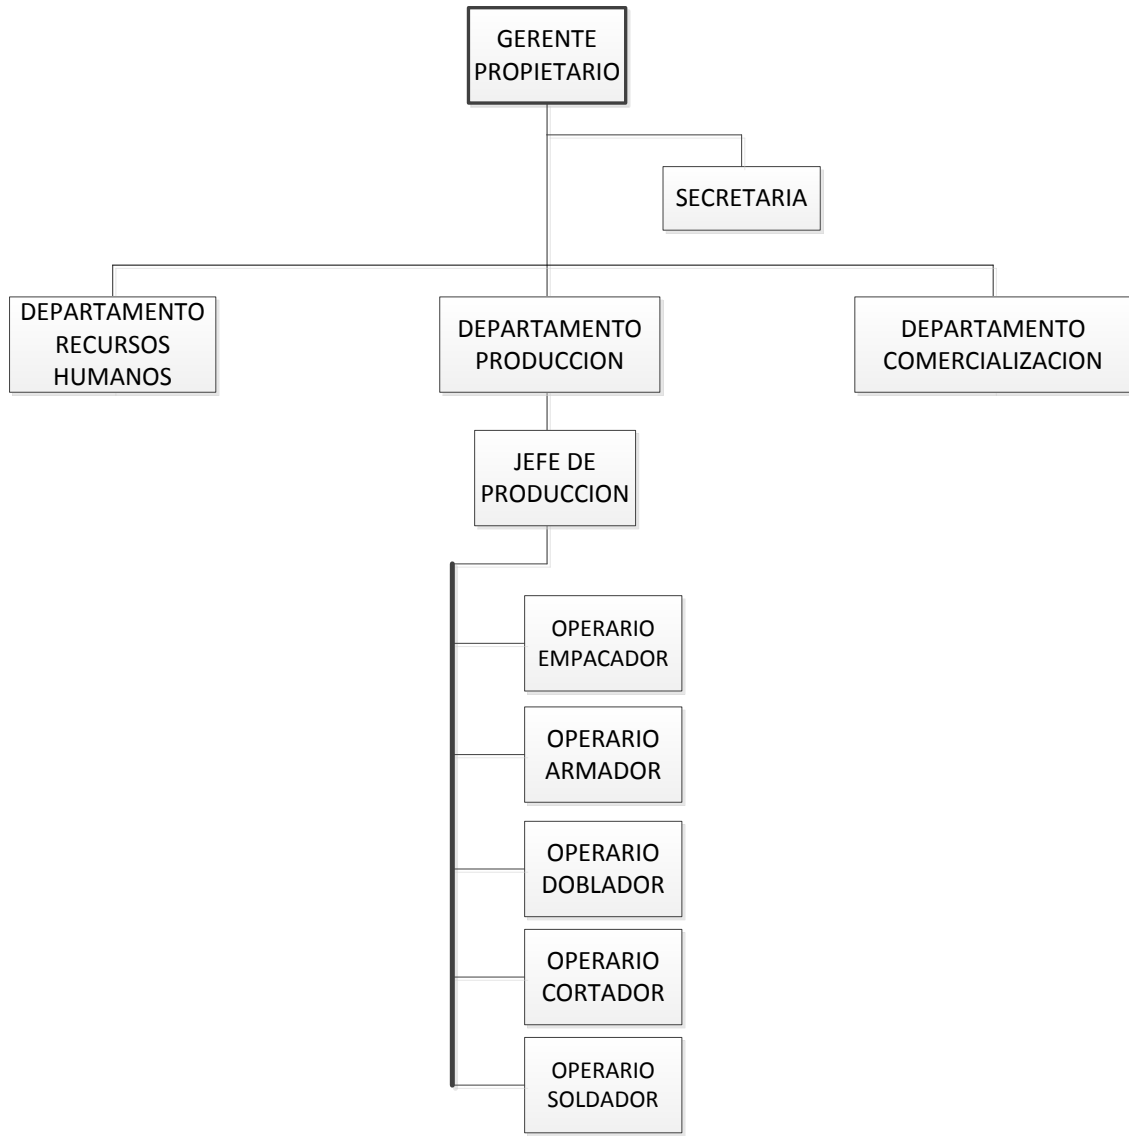 GERENTE
PROPIETARIO
SECRETARIA
DEPARTAMENTO
RECURSOS
HUMANOS
DEPARTAMENTO
PRODUCCION
DEPARTAMENTO
COMERCIALIZACION
JEFE DE
PRODUCCION
OPERARIO
EMPACADOR
OPERARIO
ARMADOR
OPERARIO
DOBLADOR
OPERARIO
CORTADOR
OPERARIO
SOLDADOR